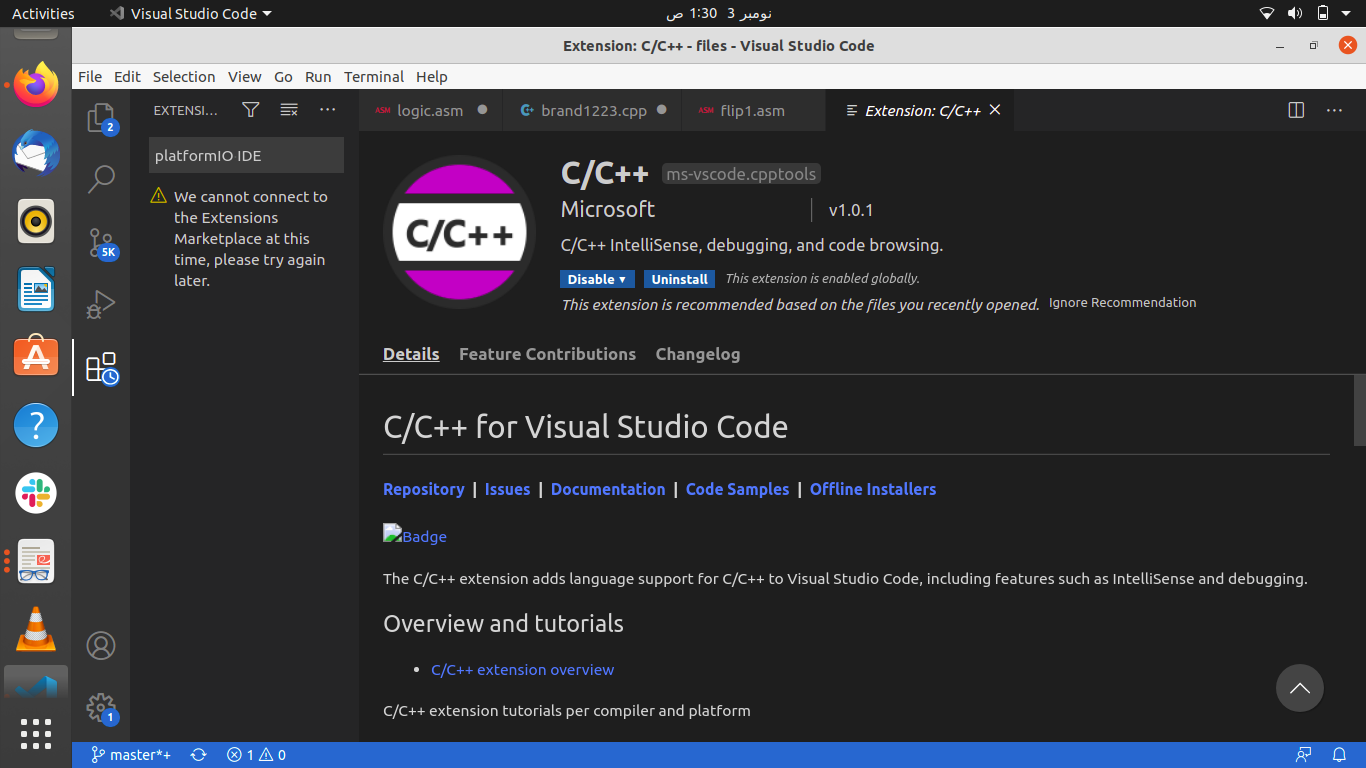 Activities Visual Studio Code نومبر 3 1:30 ص
Extension: C/C++ - files - Visual Studio Code
File Edit Selection View Go Run Terminal Help
2
5K
1
EXTENSI...
platformIO IDE
We cannot connect to
the Extensions
Marketplace at this
time, please try again
later.
ASM logic.asm brand1223.cpp ASM flip1.asm Extension: C/C++
C/C++
C/C++ ms-vscode.cpptools
Microsoft v1.0.1
C/C++ IntelliSense, debugging, and code browsing.
Disable Uninstall This extension is enabled globally.
This extension is recommended based on the files you recently opened. Ignore Recommendation
Details Feature Contributions Changelog
C/C++ for Visual Studio Code
Repository | Issues | Documentation | Code Samples | Offline Installers
Badge
The C/C++ extension adds language support for C/C++ to Visual Studio Code, including features such as IntelliSense and debugging.
Overview and tutorials
• C/C++ extension overview
C/C++ extension tutorials per compiler and platform
master*+ 1 0